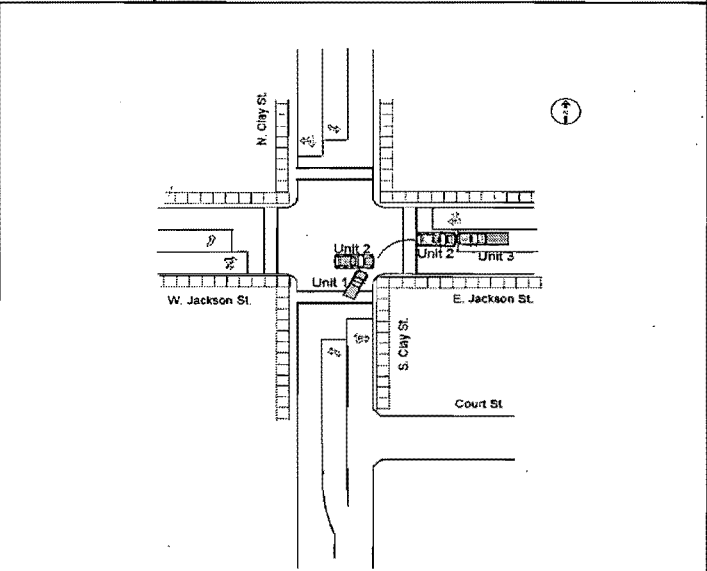 N. Clay St.
Unit 2
Unit 1
Unit 2
Unit 3
W. Jackson St.
E. Jackson St.
S. Clay St.
Court St